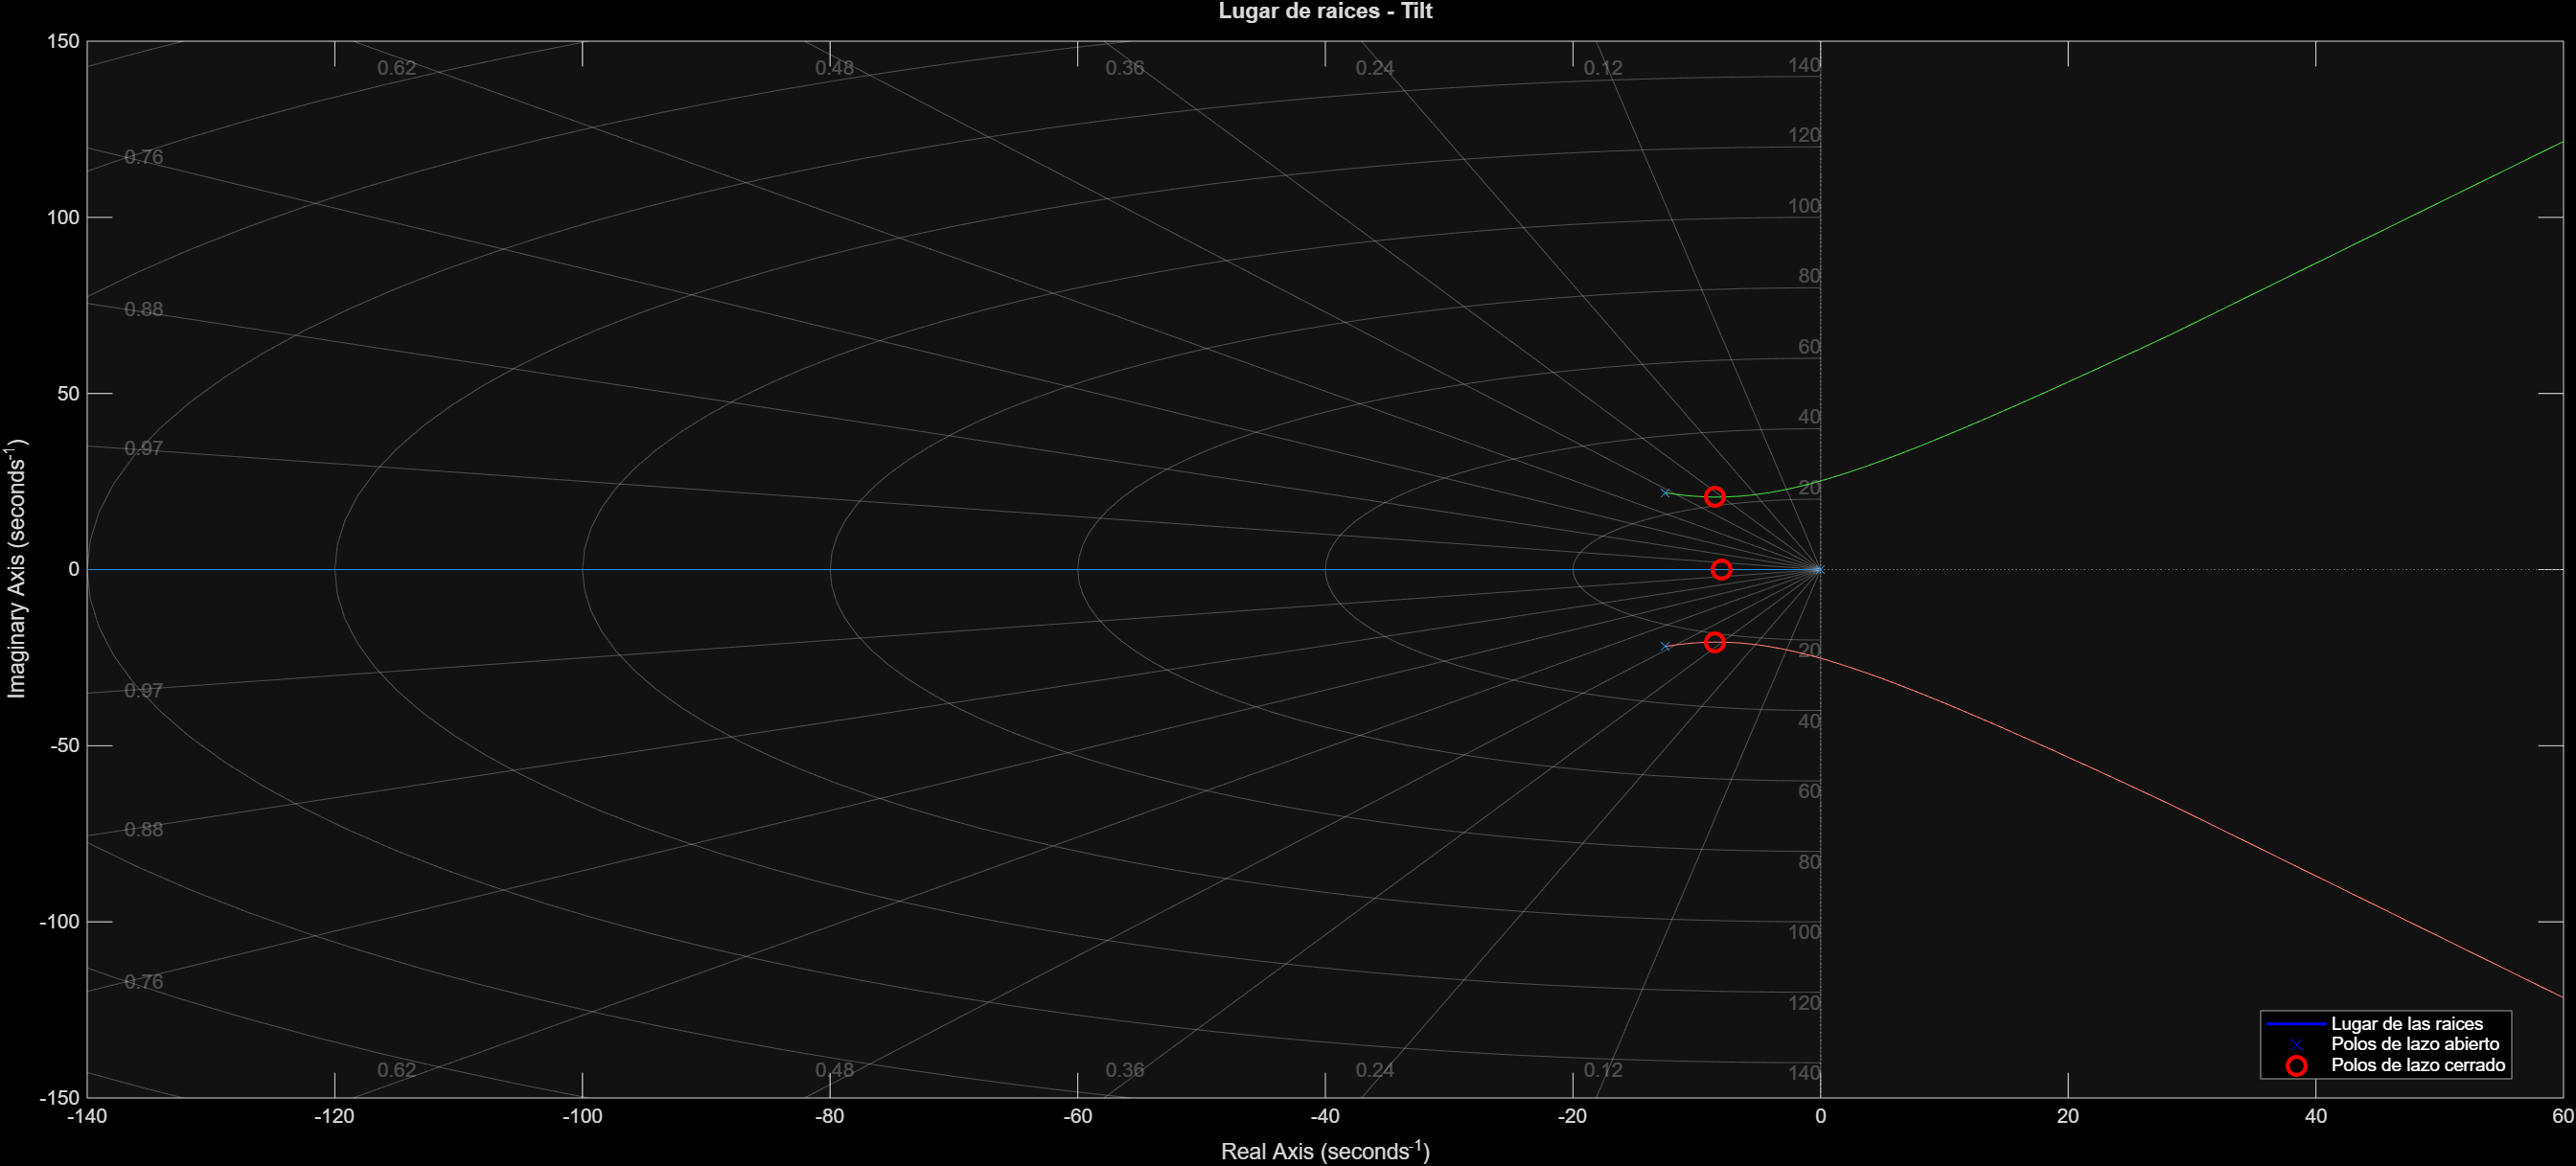 Lugar de raices - Tilt
150
100
50
0
-50
-100
-150
Imaginary Axis (seconds-1)
0.62 0.48 0.36 0.24 0.12 140
120
0.76
100
80
0.88
60
40
0.97
20
20
0.97
40
60
0.88
80
100
0.76
120
0.62 0.48 0.36 0.24 0.12 140
Lugar de las raices
Polos de lazo abierto
Polos de lazo cerrado
-140 -120 -100 -80 -60 -40 -20 0 20 40 60
Real Axis (seconds-1)